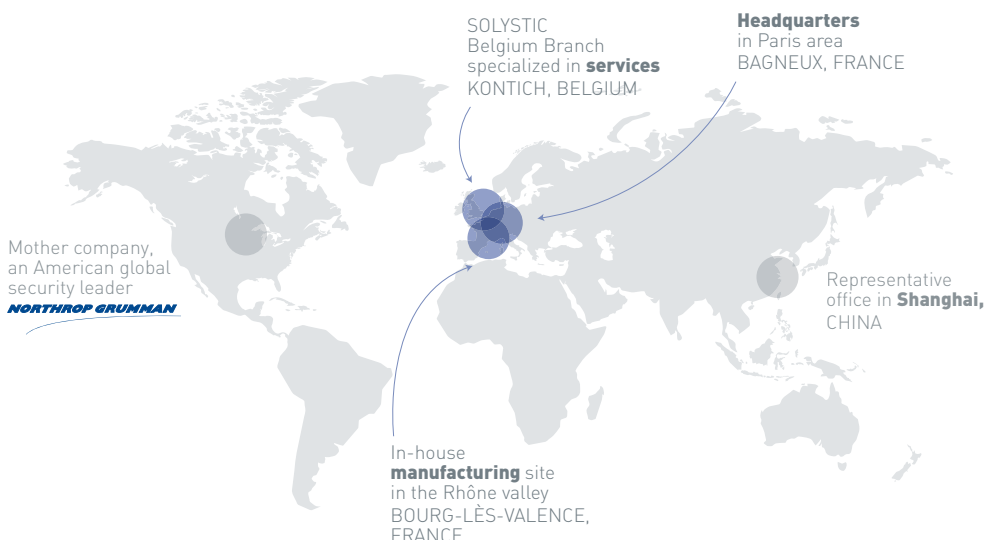 SOLYSTIC
Belgium Branch
specialized in services
KONTICH, BELGIUM
Headquarters
in Paris area
BAGNEUX, FRANCE
Mother company,
an American global
security leader
NORTHROP GRUMMAN
Representative
office in Shanghai,
CHINA
In-house
manufacturing site
in the Rhône valley
BOURG-LÈS-VALENCE,
FRANCE